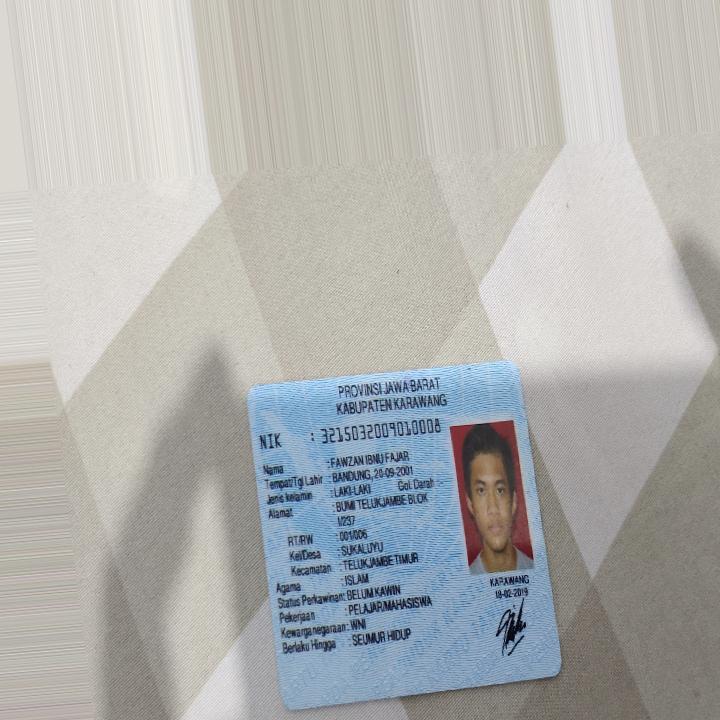 PROVINSI JAWA BARAT
KABUPATEN KARAWANG
NIK : 3215032009010008
Nama : FAWZAN IBNU FAJAR
Tempat/Tgl Lahir : BANDUNG, 20-09-2001
Jenis kelamin : LAKI-LAKI Gol. Darah : -
Alamat : BUMI TELUKJAMBE BLOK
I/237
RT/RW : 001/006
Kel/Desa : SUKALUYU
Kecamatan : TELUKJAMBE TIMUR
Agama : ISLAM
Status Perkawinan: BELUM KAWIN
Pekerjaan : PELAJAR/MAHASISWA
Kewarganegaraan: WNI
Berlaku Hingga : SEUMUR HIDUP
KARAWANG
18-02-2019